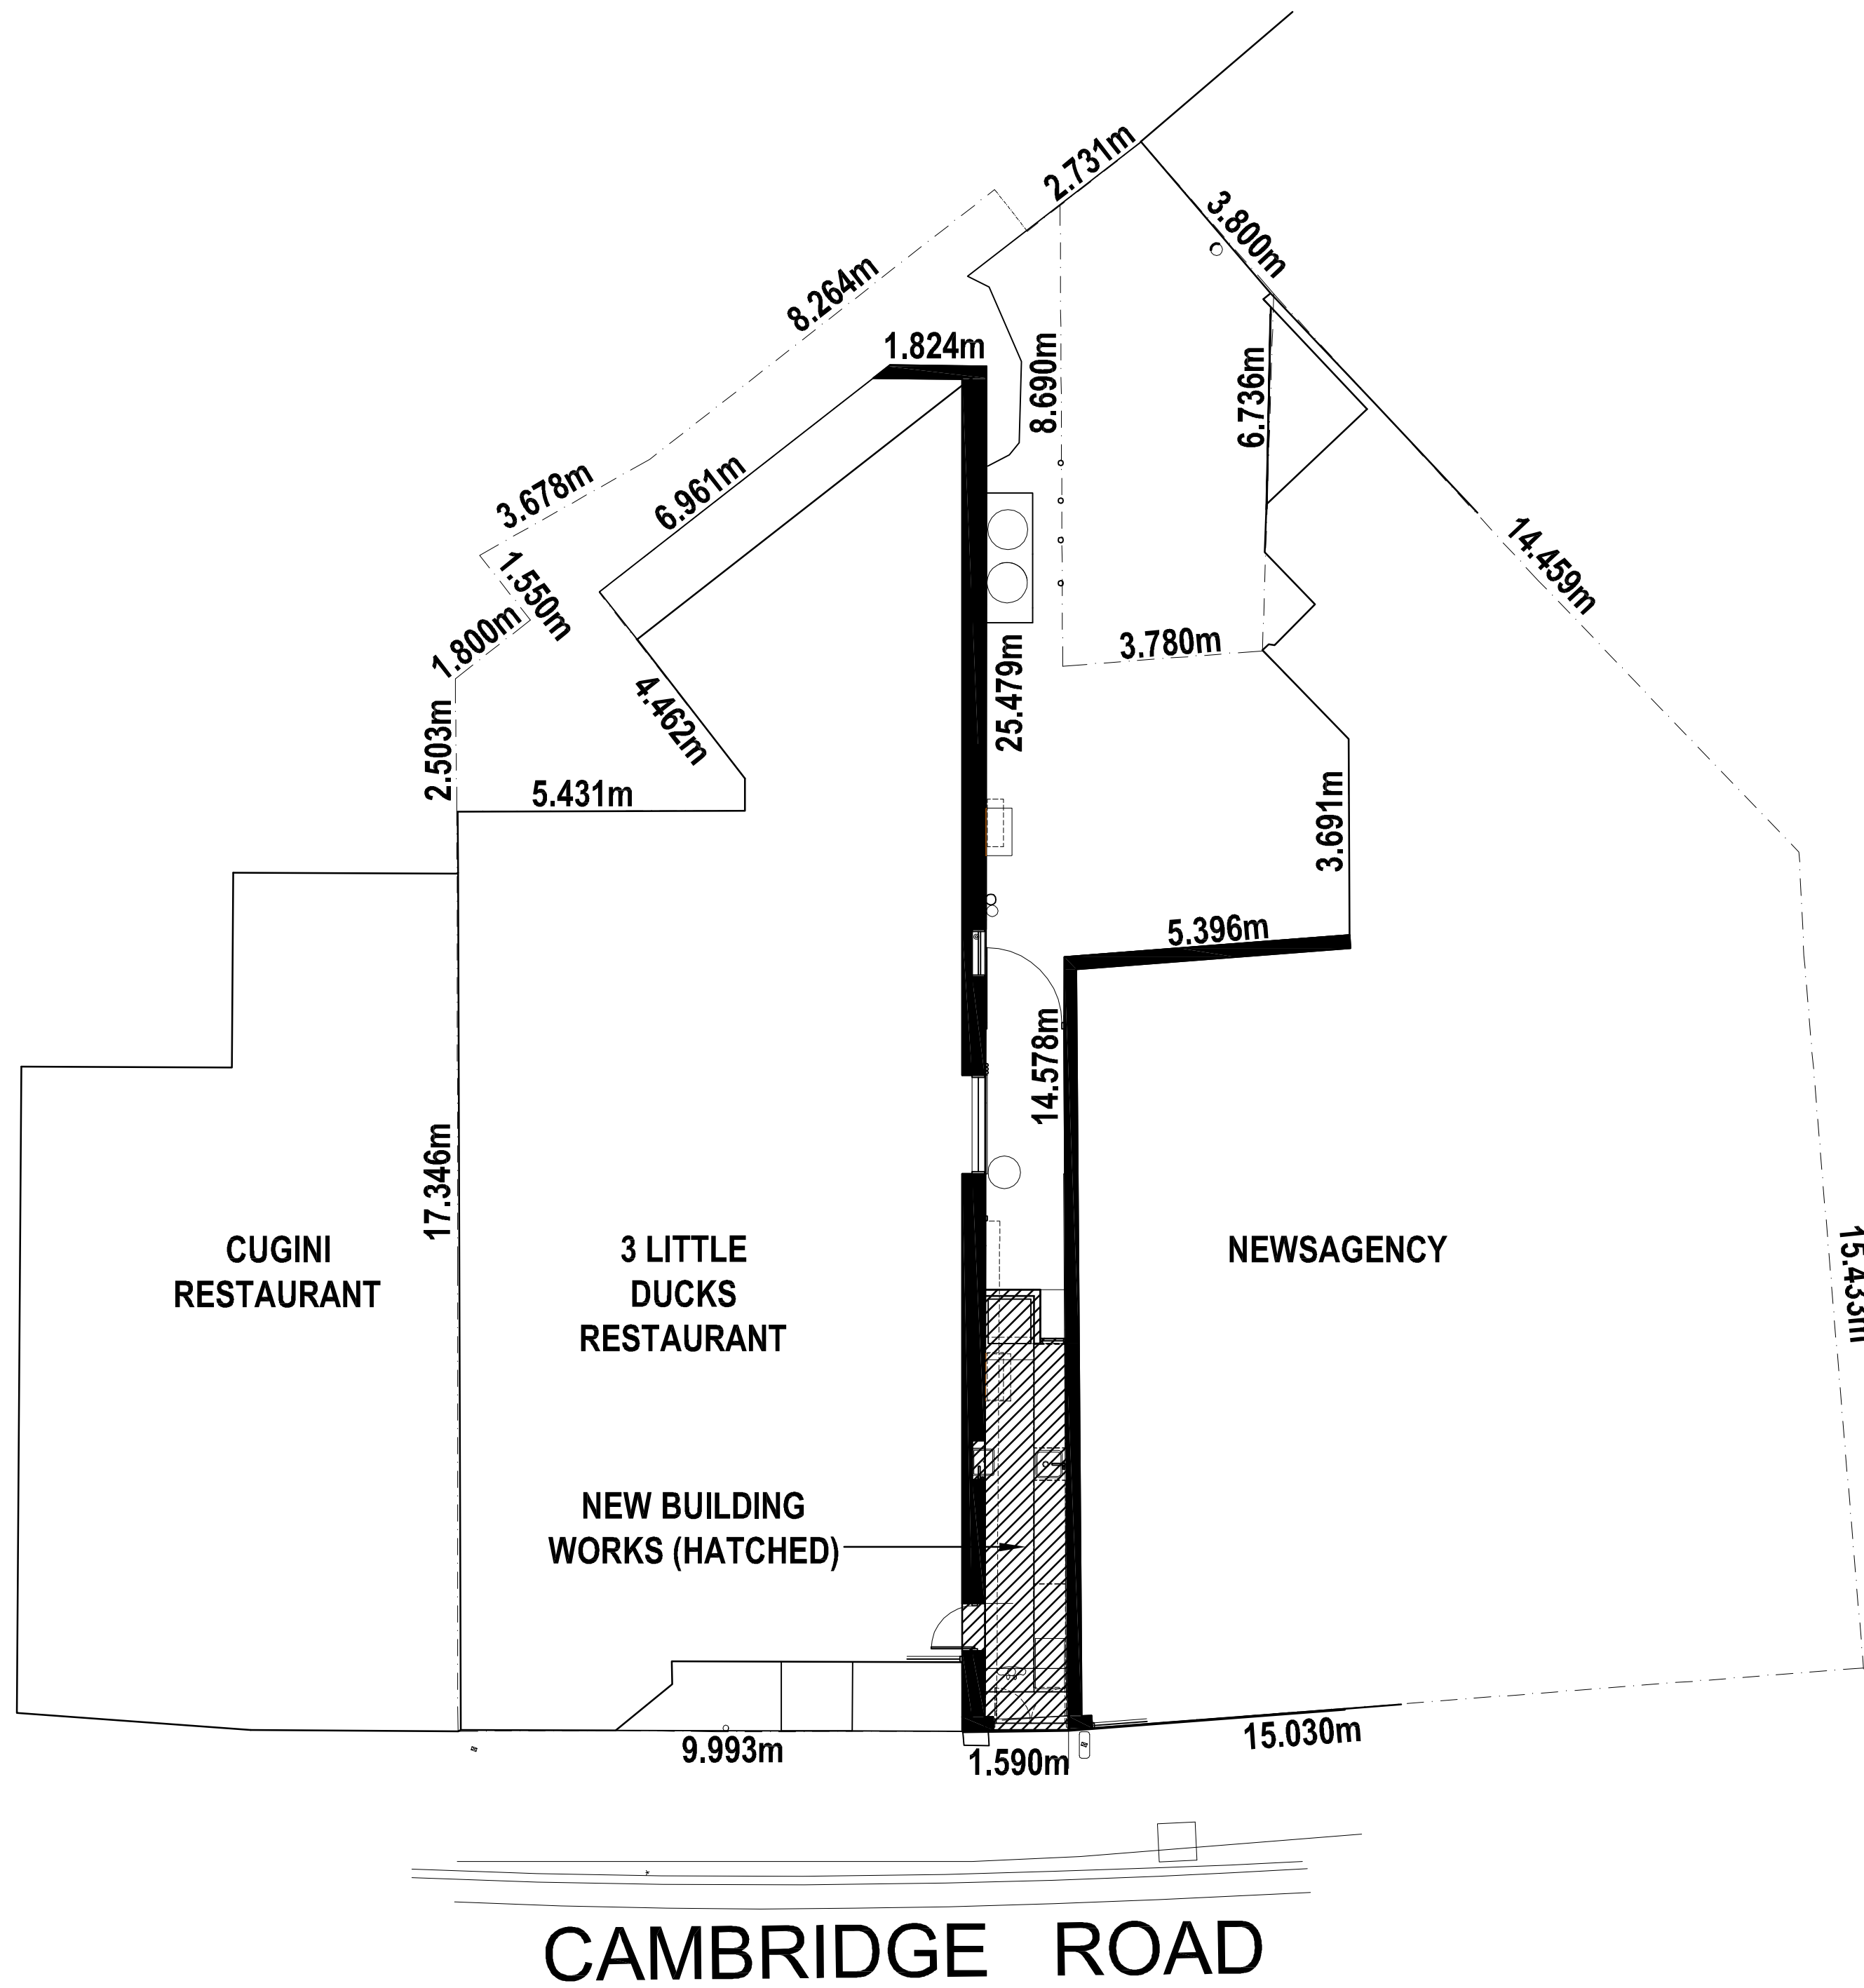 2.731m
3.800m
8.264m
1.824m
8.690m
6.736m
3.678m
6.961m
1.550m
14.459m
1.800m
3.780m
4.462m
25.479m
2.503m
5.431m
3.691m
5.396m
14.578m
17.346m
15.433m
CUGINI
RESTAURANT
3 LITTLE
DUCKS
RESTAURANT
NEWSAGENCY
NEW BUILDING
WORKS (HATCHED)
9.993m
1.590m
15.030m
CAMBRIDGE ROAD